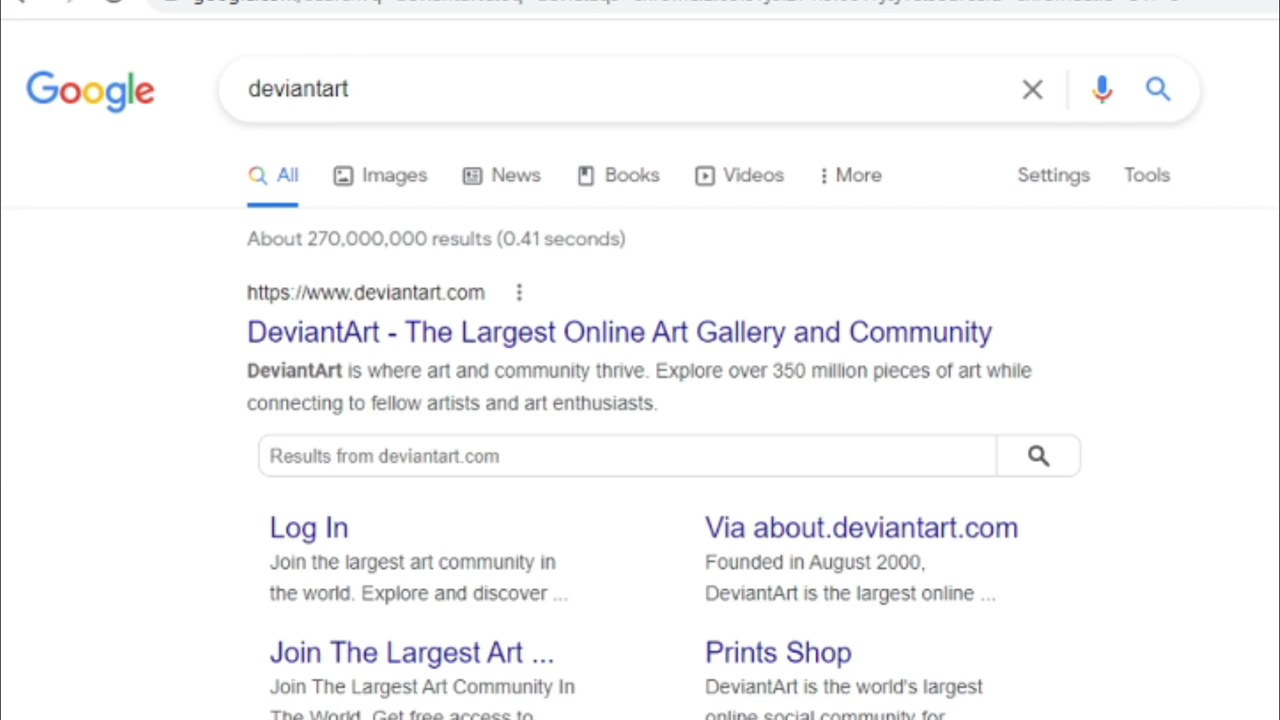 Google
deviantart
All Images News Books Videos More Settings Tools
About 270,000,000 results (0.41 seconds)
https://www.deviantart.com
DeviantArt - The Largest Online Art Gallery and Community
DeviantArt is where art and community thrive. Explore over 350 million pieces of art while
connecting to fellow artists and art enthusiasts.
Results from deviantart.com
Log In
Join the largest art community in
the world. Explore and discover ...
Via about.deviantart.com
Founded in August 2000,
DeviantArt is the largest online ...
Join The Largest Art ...
Join The Largest Art Community In
The World. Get free access to
Prints Shop
DeviantArt is the world's largest
online social community for